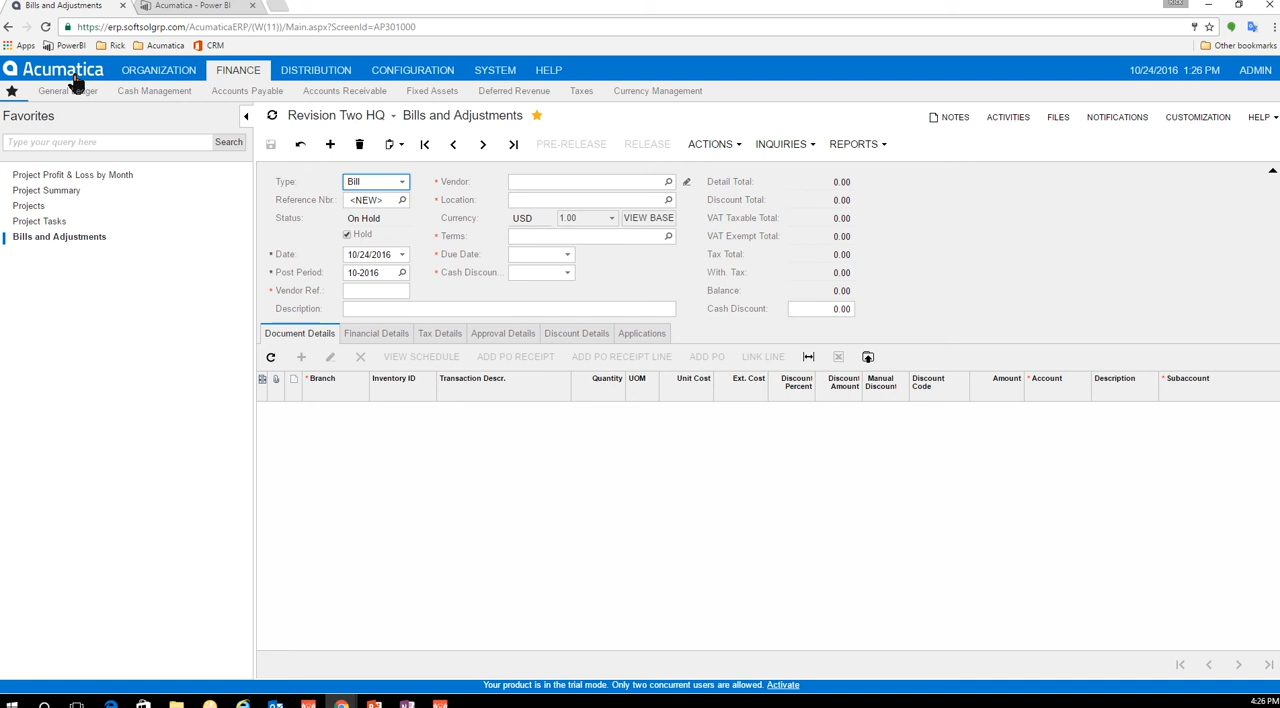 Bills and Adjustments
Acumatica - Power BI
Rick
https://erp.softsolgrp.com/AcumaticaERP/(W(11))/Main.aspx?ScreenId=AP301000
Apps PowerBI Rick Acumatica CRM Other bookmarks
Acumatica ORGANIZATION FINANCE DISTRIBUTION CONFIGURATION SYSTEM HELP 10/24/2016 1:26 PM ADMIN
Cash Management Accounts Payable Accounts Receivable Fixed Assets Deferred Revenue Taxes Currency Management
Favorites
Revision Two HQ - Bills and Adjustments
NOTES ACTIVITIES FILES NOTIFICATIONS CUSTOMIZATION HELP
Type your query here Search
PRE-RELEASE RELEASE ACTIONS INQUIRIES REPORTS
Project Profit & Loss by Month
Project Summary
Projects
Project Tasks
Bills and Adjustments
Type: Bill * Vendor: Detail Total: 0.00
Reference Nbr.: <NEW> * Location: Discount Total: 0.00
Status: On Hold Currency: USD 1.00 VIEW BASE VAT Taxable Total: 0.00
Hold * Terms: VAT Exempt Total: 0.00
* Date: 10/24/2016 * Due Date: Tax Total: 0.00
* Post Period: 10-2016 * Cash Discoun... With. Tax: 0.00
* Vendor Ref.: Balance: 0.00
Description: Cash Discount: 0.00
Document Details Financial Details Tax Details Approval Details Discount Details Applications
VIEW SCHEDULE ADD PO RECEIPT ADD PO RECEIPT LINE ADD PO LINK LINE
* Branch Inventory ID Transaction Descr. Quantity UOM Unit Cost Ext. Cost Discount Percent Discount Amount Manual Discount Discount Code Amount * Account Description * Subaccount
Your product is in the trial mode. Only two concurrent users are allowed. Activate
4:26 PM